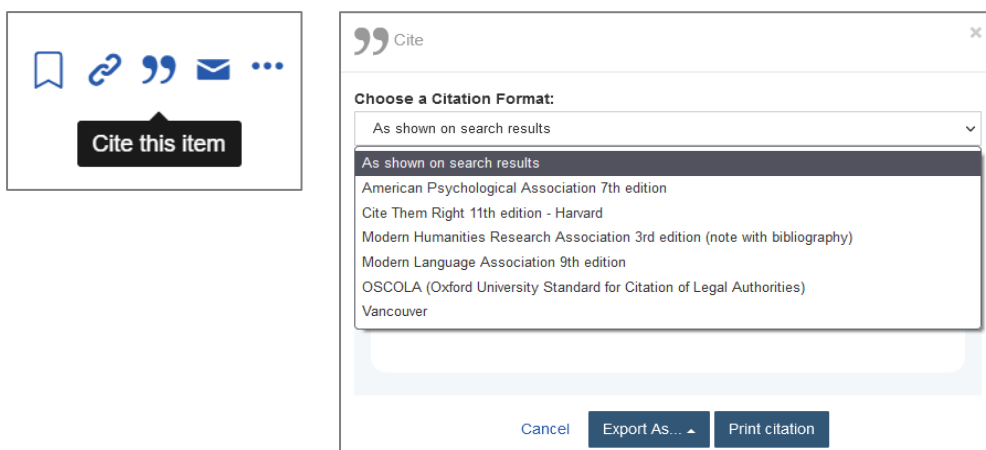 Cite this item
Cite
×
Choose a Citation Format:
As shown on search results
As shown on search results
American Psychological Association 7th edition
Cite Them Right 11th edition - Harvard
Modern Humanities Research Association 3rd edition (note with bibliography)
Modern Language Association 9th edition
OSCOLA (Oxford University Standard for Citation of Legal Authorities)
Vancouver
Cancel Export As... Print citation